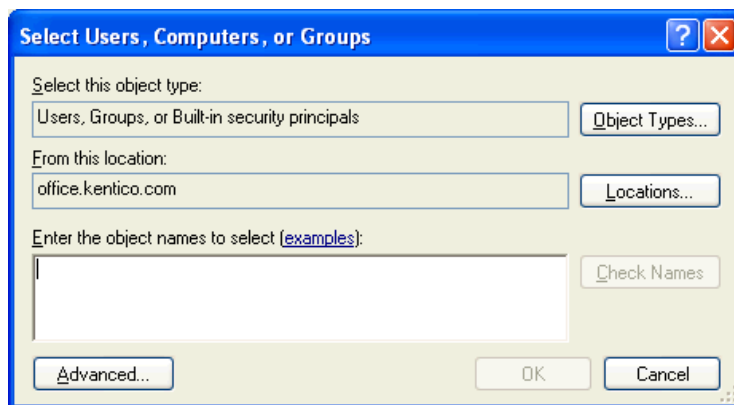 Select Users, Computers, or Groups
?
Select this object type:
Users, Groups, or Built-in security principals
Object Types...
From this location:
office.kentico.com
Locations...
Enter the object names to select (examples):
Check Names
Advanced...
OK
Cancel